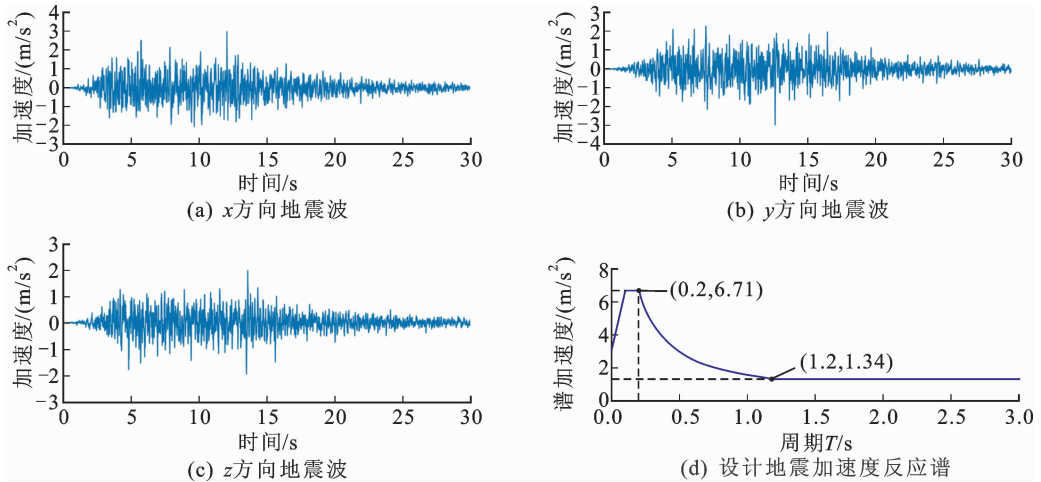 加速度/(m/s²)
4
3
2
1
0
−1
−2
−3
0 5 10 15 20 25 30
时间/s
(a) x方向地震波
加速度/(m/s²)
3
2
1
0
−1
−2
−3
−4
0 5 10 15 20 25 30
时间/s
(b) y方向地震波
加速度/(m/s²)
3
2
1
0
−1
−2
−3
0 5 10 15 20 25 30
时间/s
(c) z方向地震波
谱加速度/(m/s²)
8
6
4
2
0
(0.2,6.71)
(1.2,1.34)
0.0 0.5 1.0 1.5 2.0 2.5 3.0
周期T/s
(d) 设计地震加速度反应谱